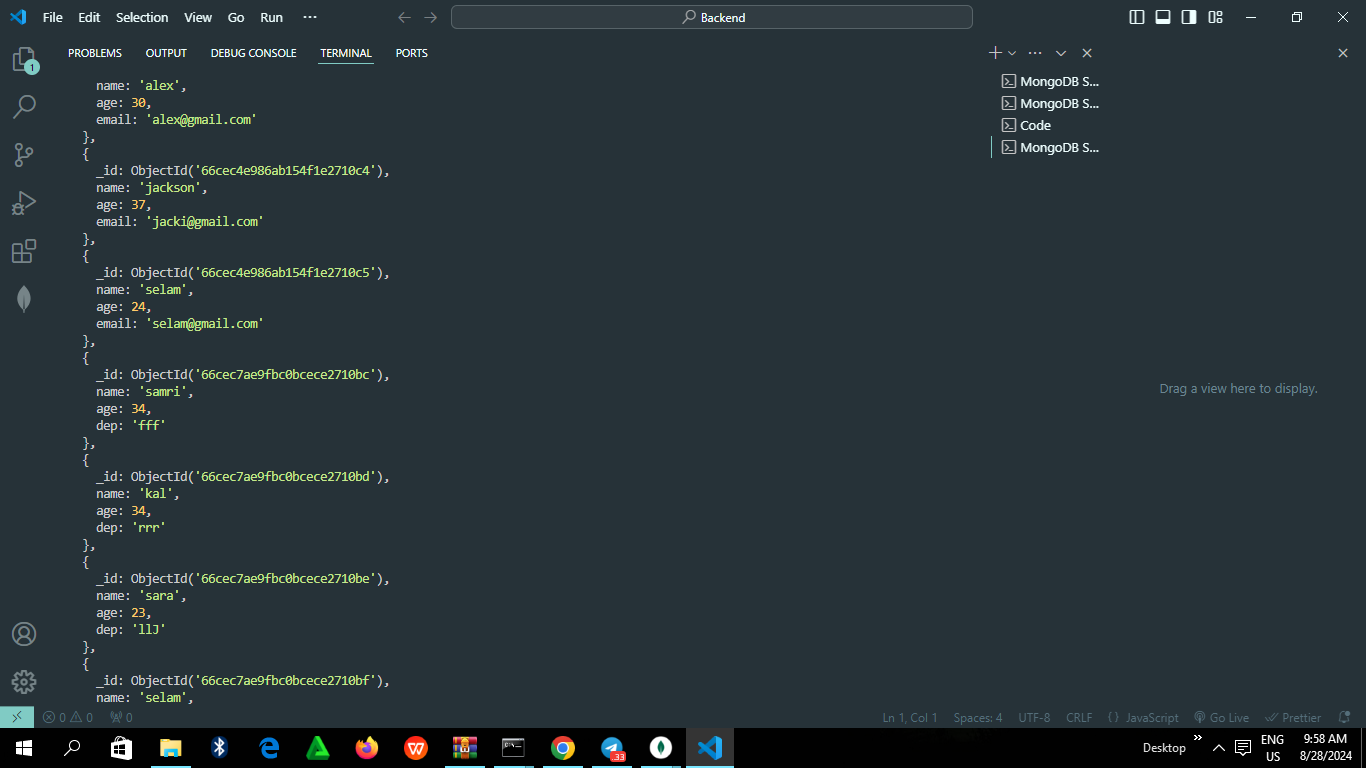 File Edit Selection View Go Run ···
Backend
PROBLEMS OUTPUT DEBUG CONSOLE TERMINAL PORTS
1
name: 'alex',
age: 30,
email: 'alex@gmail.com'
},
{
_id: ObjectId('66cec4e986ab154f1e2710c4'),
name: 'jackson',
age: 37,
email: 'jacki@gmail.com'
},
{
_id: ObjectId('66cec4e986ab154f1e2710c5'),
name: 'selam',
age: 24,
email: 'selam@gmail.com'
},
{
_id: ObjectId('66cec7ae9fbc0bcece2710bc'),
name: 'samri',
age: 34,
dep: 'fff'
},
{
_id: ObjectId('66cec7ae9fbc0bcece2710bd'),
name: 'kal',
age: 34,
dep: 'rrr'
},
{
_id: ObjectId('66cec7ae9fbc0bcece2710be'),
name: 'sara',
age: 23,
dep: 'llJ'
},
{
_id: ObjectId('66cec7ae9fbc0bcece2710bf'),
name: 'selam',
MongoDB S...
MongoDB S...
Code
MongoDB S...
Drag a view here to display.
0 0 0 Ln 1, Col 1 Spaces: 4 UTF-8 CRLF {} JavaScript Go Live Prettier
33
Desktop
ENG
US
9:58 AM
8/28/2024